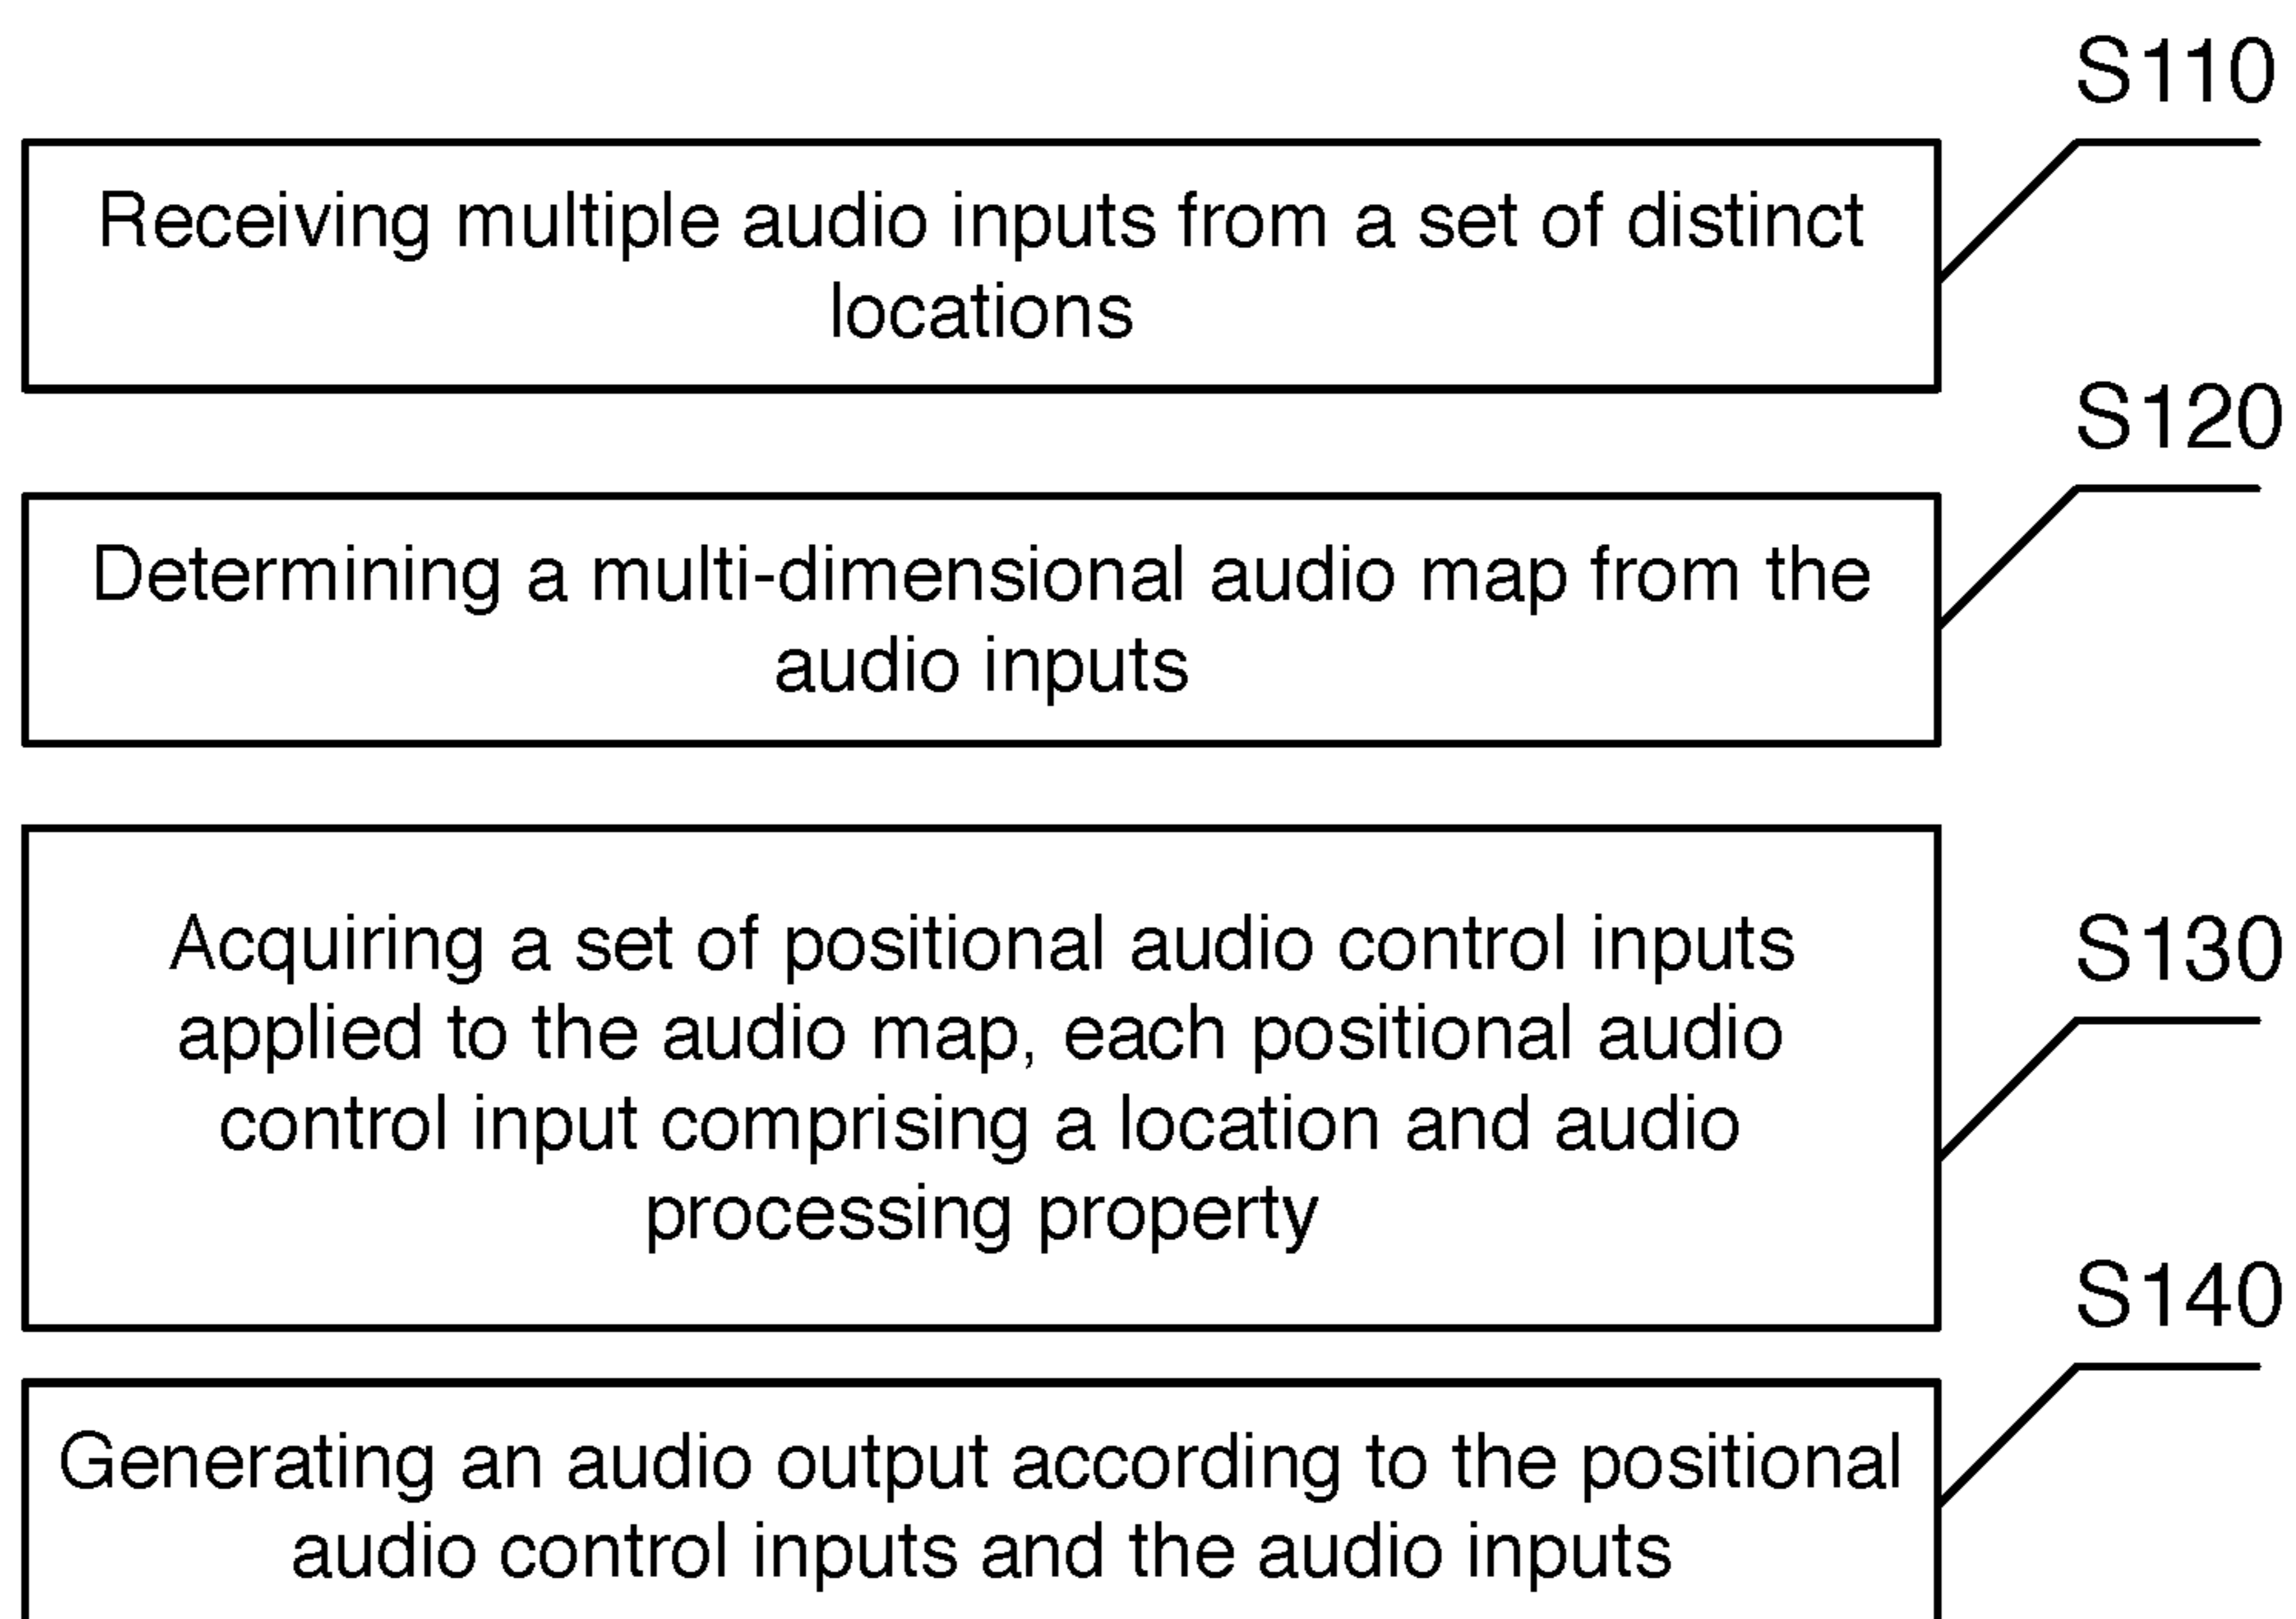 S110
Receiving multiple audio inputs from a set of distinct
locations
S120
Determining a multi-dimensional audio map from the
audio inputs
S130
Acquiring a set of positional audio control inputs
applied to the audio map, each positional audio
control input comprising a location and audio
processing property
S140
Generating an audio output according to the positional
audio control inputs and the audio inputs